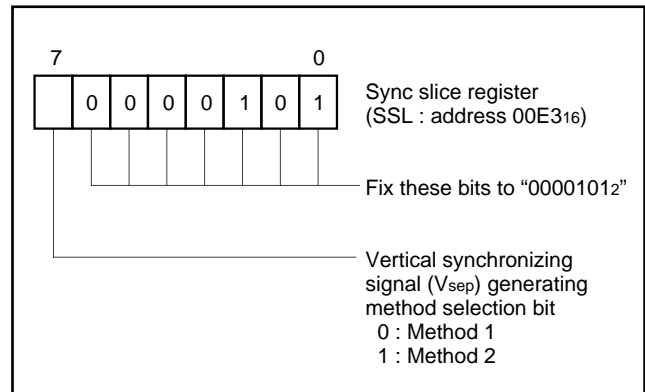 7 0
0 0 0 0 1 0 1
Sync slice register
(SSL : address 00E316)
Fix these bits to “00001012”
Vertical synchronizing
signal (Vsep) generating
method selection bit
0 : Method 1
1 : Method 2